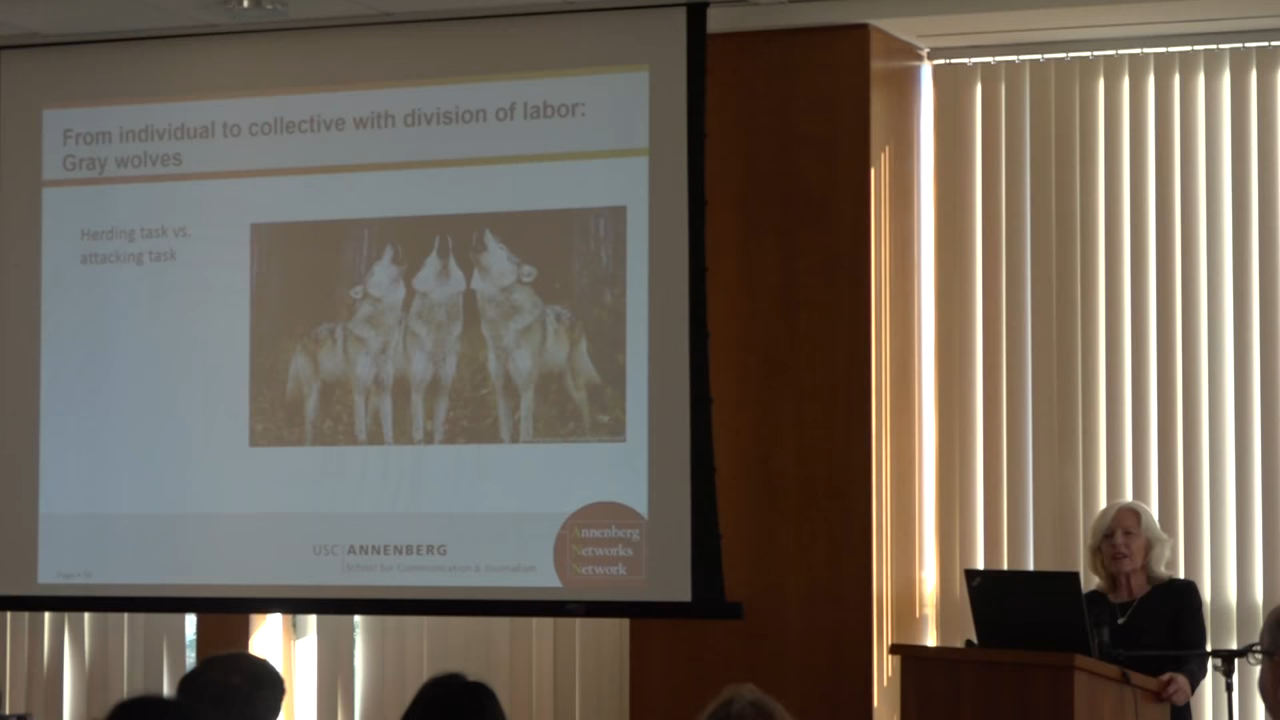 From individual to collective with division of labor:
Gray wolves
Herding task vs.
attacking task
USC ANNENBERG
School for Communication & Journalism
Annenberg
Networks
Network